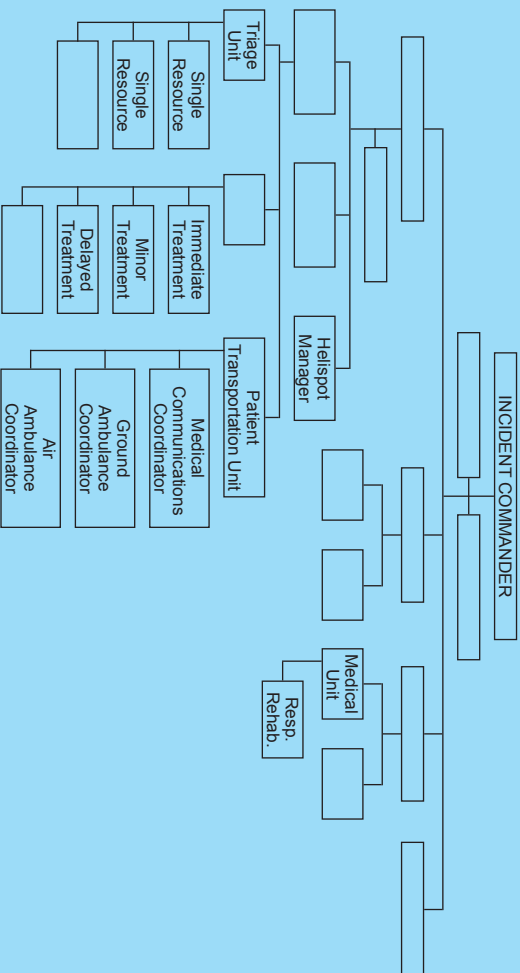 INCIDENT COMMANDER
Helispot
Manager
Medical
Unit
Resp.
Rehab.
Triage
Unit
Single
Resource
Single
Resource
Immediate
Treatment
Minor
Treatment
Delayed
Treatment
Patient
Transportation Unit
Medical
Communications
Coordinator
Ground
Ambulance
Coordinator
Air
Ambulance
Coordinator